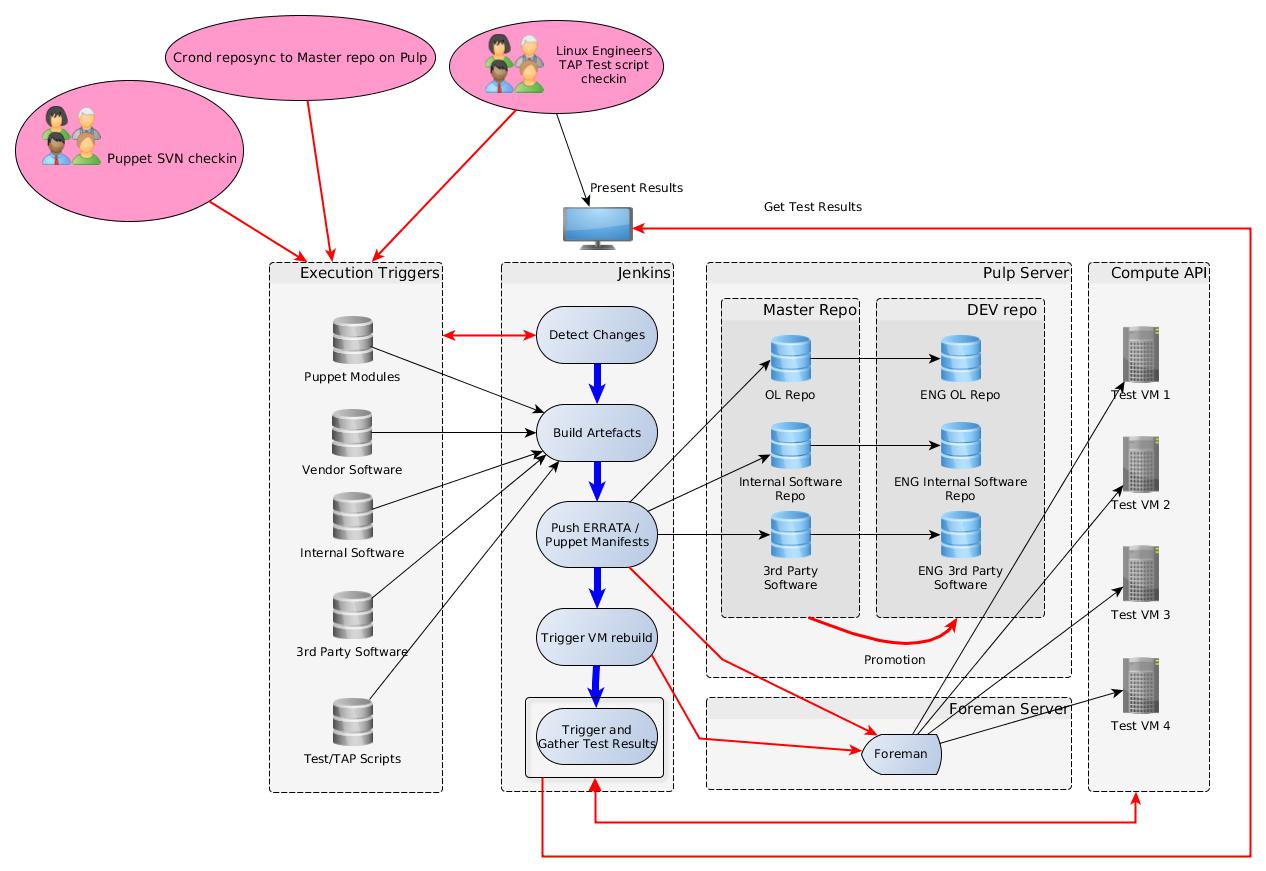 Crond reposync to Master repo on Pulp
Linux Engineers
TAP Test script
checkin
Puppet SVN checkin
Present Results
Get Test Results
Execution Triggers
Puppet Modules
Vendor Software
Internal Software
3rd Party Software
Test/TAP Scripts
Jenkins
Detect Changes
Build Artefacts
Push ERRATA /
Puppet Manifests
Trigger VM rebuild
Trigger and
Gather Test Results
Pulp Server
Master Repo
OL Repo
Internal Software
Repo
3rd Party
Software
DEV repo
ENG OL Repo
ENG Internal Software
Repo
ENG 3rd Party
Software
Promotion
Foreman Server
Foreman
Compute API
Test VM 1
Test VM 2
Test VM 3
Test VM 4